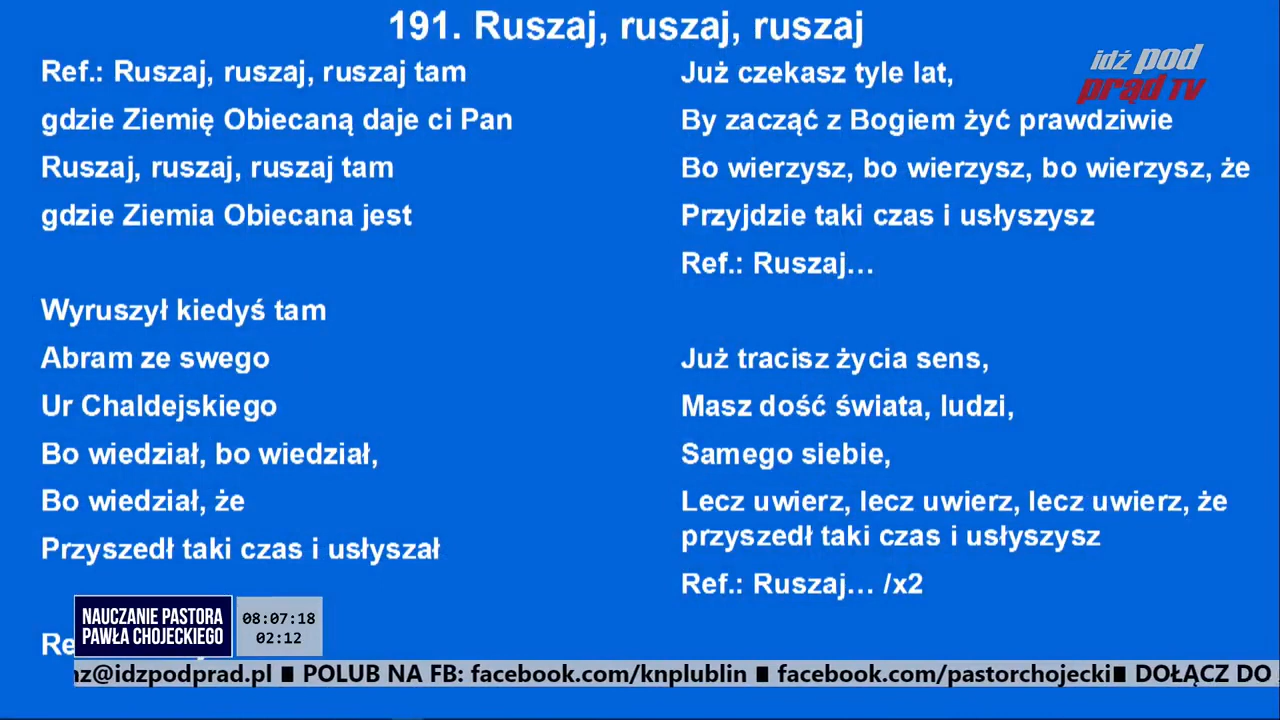 191. Ruszaj, ruszaj, ruszaj
Ref.: Ruszaj, ruszaj, ruszaj tam
gdzie Ziemię Obiecaną daje ci Pan
Ruszaj, ruszaj, ruszaj tam
gdzie Ziemia Obiecana jest
Wyruszył kiedyś tam
Abram ze swego
Ur Chaldejskiego
Bo wiedział, bo wiedział,
Bo wiedział, że
Przyszedł taki czas i usłyszał
Już czekasz tyle lat,
By zacząć z Bogiem żyć prawdziwie
Bo wierzysz, bo wierzysz, bo wierzysz, że
Przyjdzie taki czas i usłyszysz
Ref.: Ruszaj…
Już tracisz życia sens,
Masz dość świata, ludzi,
Samego siebie,
Lecz uwierz, lecz uwierz, lecz uwierz, że
przyszedł taki czas i usłyszysz
Ref.: Ruszaj… /x2
idź pod
prąd TV
NAUCZANIE PASTORA
PAWŁA CHOJECKIEGO
08:07:18
02:12
nz@idzpodprad.pl ∎ POLUB NA FB: facebook.com/knplublin ∎ facebook.com/pastorchojecki∎ DOŁĄCZ DO